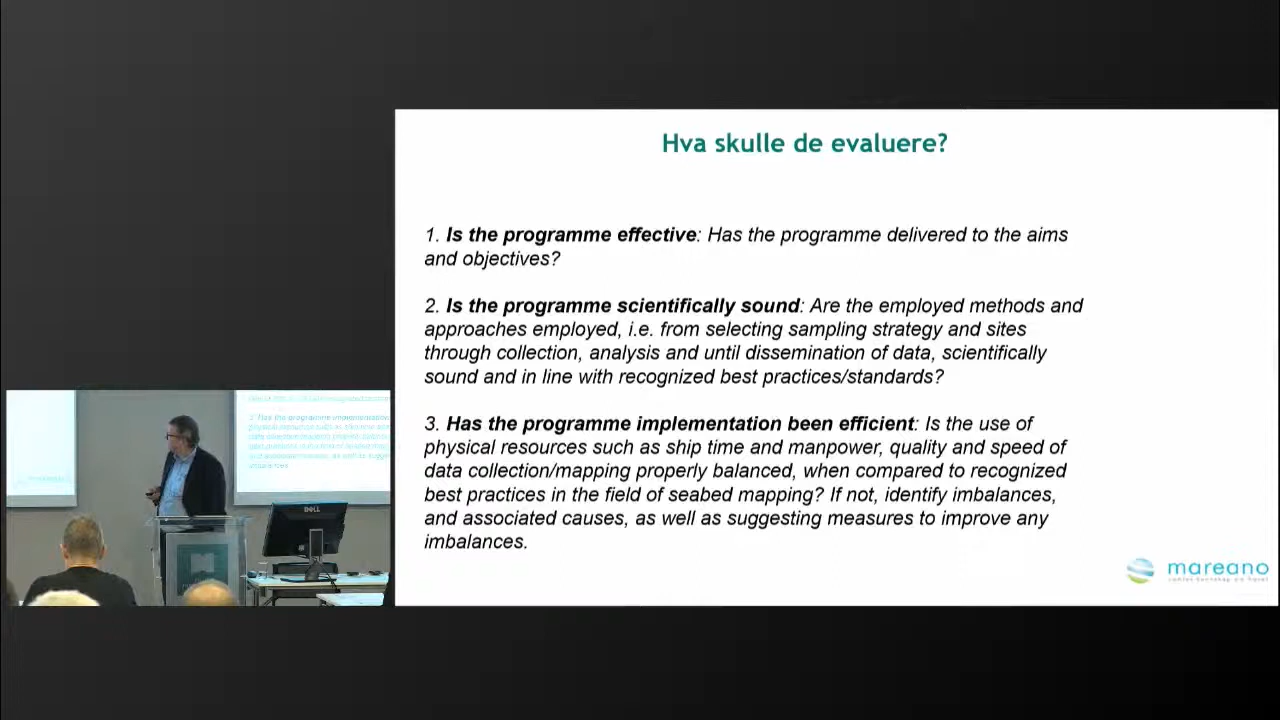 Hva skulle de evaluere?
1. Is the programme effective: Has the programme delivered to the aims
and objectives?
2. Is the programme scientifically sound: Are the employed methods and
approaches employed, i.e. from selecting sampling strategy and sites
through collection, analysis and until dissemination of data, scientifically
sound and in line with recognized best practices/standards?
3. Has the programme implementation been efficient: Is the use of
physical resources such as ship time and manpower, quality and speed of
data collection/mapping properly balanced, when compared to recognized
best practices in the field of seabed mapping? If not, identify imbalances,
and associated causes, as well as suggesting measures to improve any
imbalances.
mareano
DELL